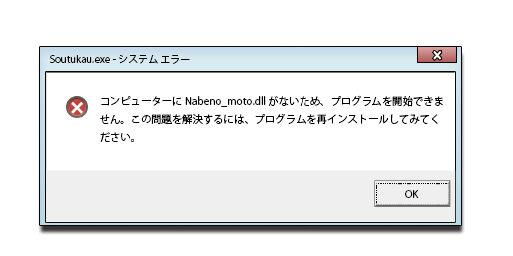 Soutukau.exe - システム エラー
コンピューターに Nabeno_moto.dll がないため、プログラムを開始できま
せん。この問題を解決するには、プログラムを再インストールしてみてく
ださい。
OK